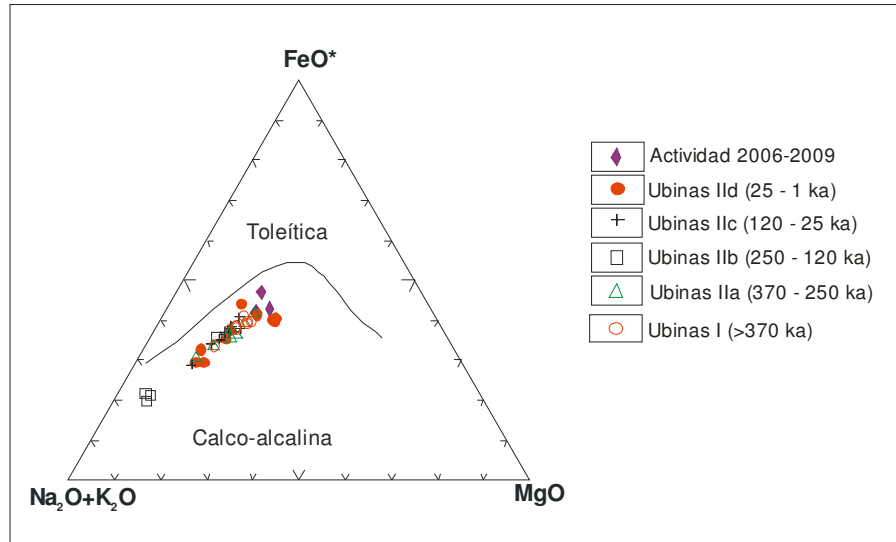 FeO*
Toleítica
Calco-alcalina
Na₂O+K₂O
MgO
Actividad 2006-2009
Ubinas IId (25 - 1 ka)
Ubinas IIc (120 - 25 ka)
Ubinas IIb (250 - 120 ka)
Ubinas IIa (370 - 250 ka)
Ubinas I (>370 ka)